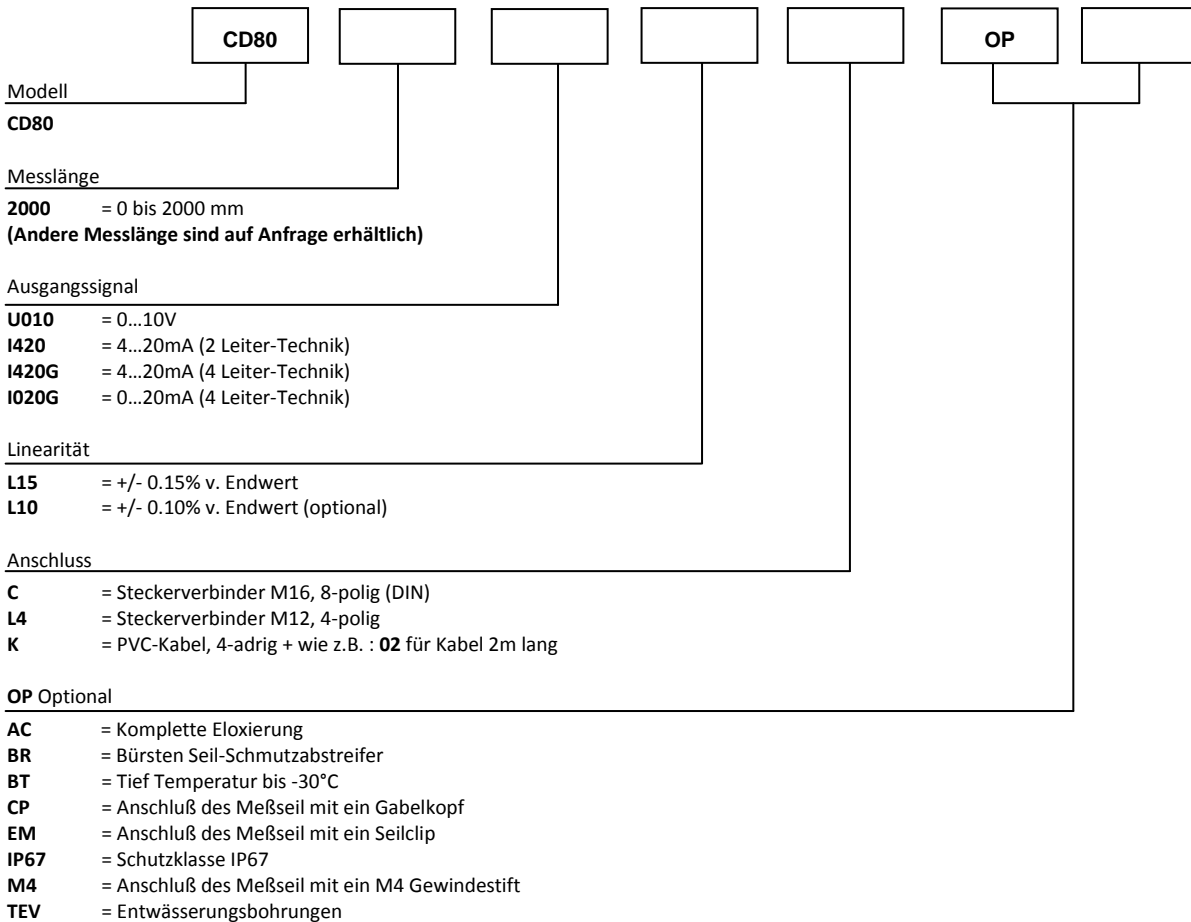 CD80 OP
Modell
CD80
Messlänge
2000 = 0 bis 2000 mm
(Andere Messlänge sind auf Anfrage erhältlich)
Ausgangssignal
U010 = 0...10V
I420 = 4...20mA (2 Leiter-Technik)
I420G = 4...20mA (4 Leiter-Technik)
I020G = 0...20mA (4 Leiter-Technik)
Linearität
L15 = +/- 0.15% v. Endwert
L10 = +/- 0.10% v. Endwert (optional)
Anschluss
C = Steckerverbinder M16, 8-polig (DIN)
L4 = Steckerverbinder M12, 4-polig
K = PVC-Kabel, 4-adrig + wie z.B. : 02 für Kabel 2m lang
OP Optional
AC = Komplette Eloxierung
BR = Bürsten Seil-Schmutzabstreifer
BT = Tief Temperatur bis -30°C
CP = Anschluß des Meßseil mit ein Gabelkopf
EM = Anschluß des Meßseil mit ein Seilclip
IP67 = Schutzklasse IP67
M4 = Anschluß des Meßseil mit ein M4 Gewindestift
TEV = Entwässerungsbohrungen